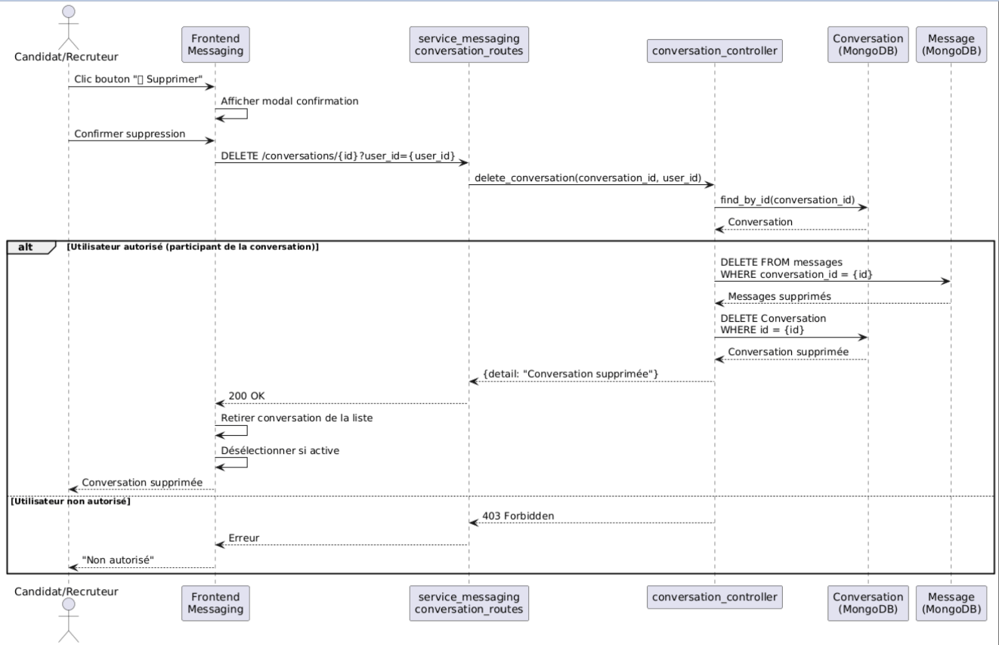 Candidat/Recruteur
Frontend
Messaging
service_messaging
conversation_routes
conversation_controller
Conversation
(MongoDB)
Message
(MongoDB)
Clic bouton "▯ Supprimer"
Afficher modal confirmation
Confirmer suppression
DELETE /conversations/{id}?user_id={user_id}
delete_conversation(conversation_id, user_id)
find_by_id(conversation_id)
Conversation
alt
[Utilisateur autorisé (participant de la conversation)]
DELETE FROM messages
WHERE conversation_id = {id}
Messages supprimés
DELETE Conversation
WHERE id = {id}
Conversation supprimée
{detail: "Conversation supprimée"}
200 OK
Retirer conversation de la liste
Désélectionner si active
Conversation supprimée
[Utilisateur non autorisé]
403 Forbidden
Erreur
"Non autorisé"
Candidat/Recruteur
Frontend
Messaging
service_messaging
conversation_routes
conversation_controller
Conversation
(MongoDB)
Message
(MongoDB)